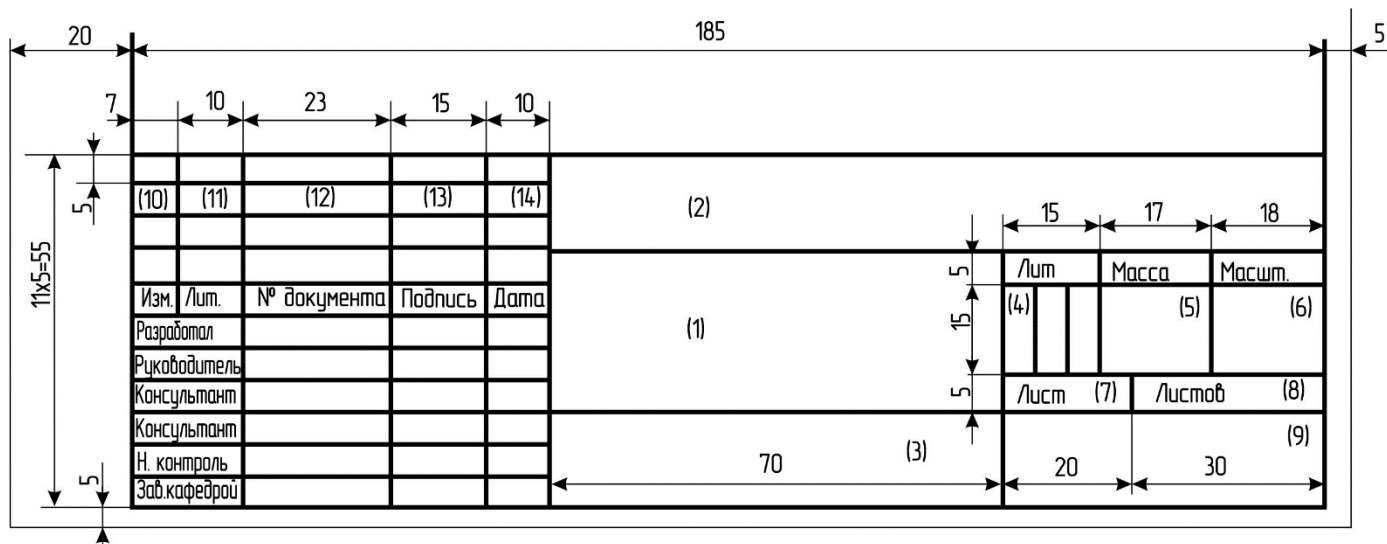 20 185 5
7 10 23 15 10
5
(10) (11) (12) (13) (14)
(2)
15 17 18
11x5=55
5 Лит Масса Масшт.
Изм. Лит. № документа Подпись Дата
(1) 15 (4) (5) (6)
Разработал
Руководитель
Консультант
5 Лист (7) Листов (8)
Консультант
(3) (9)
Н. контроль
70 20 30
Зав.кафедрой
5